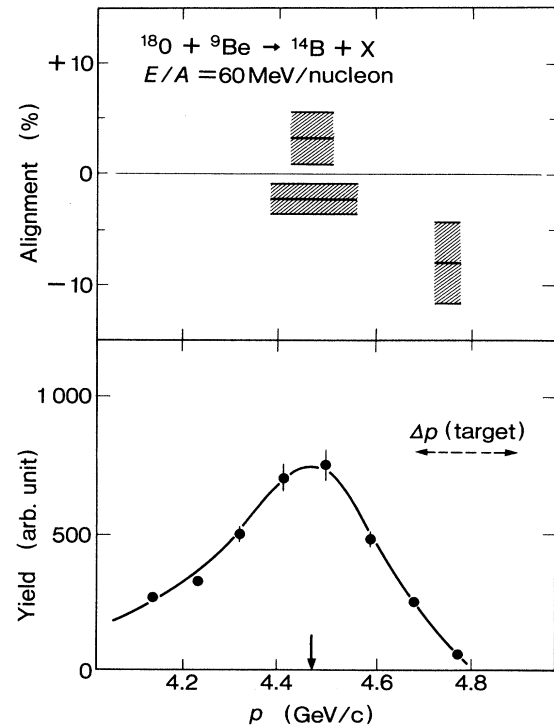 ¹⁸O + ⁹Be → ¹⁴B + X
E/A = 60 MeV/nucleon
Alignment (%)
+10
0
−10
Yield (arb. unit)
1 000
500
0
Δp (target)
4.2 4.4 4.6 4.8
p (GeV/c)